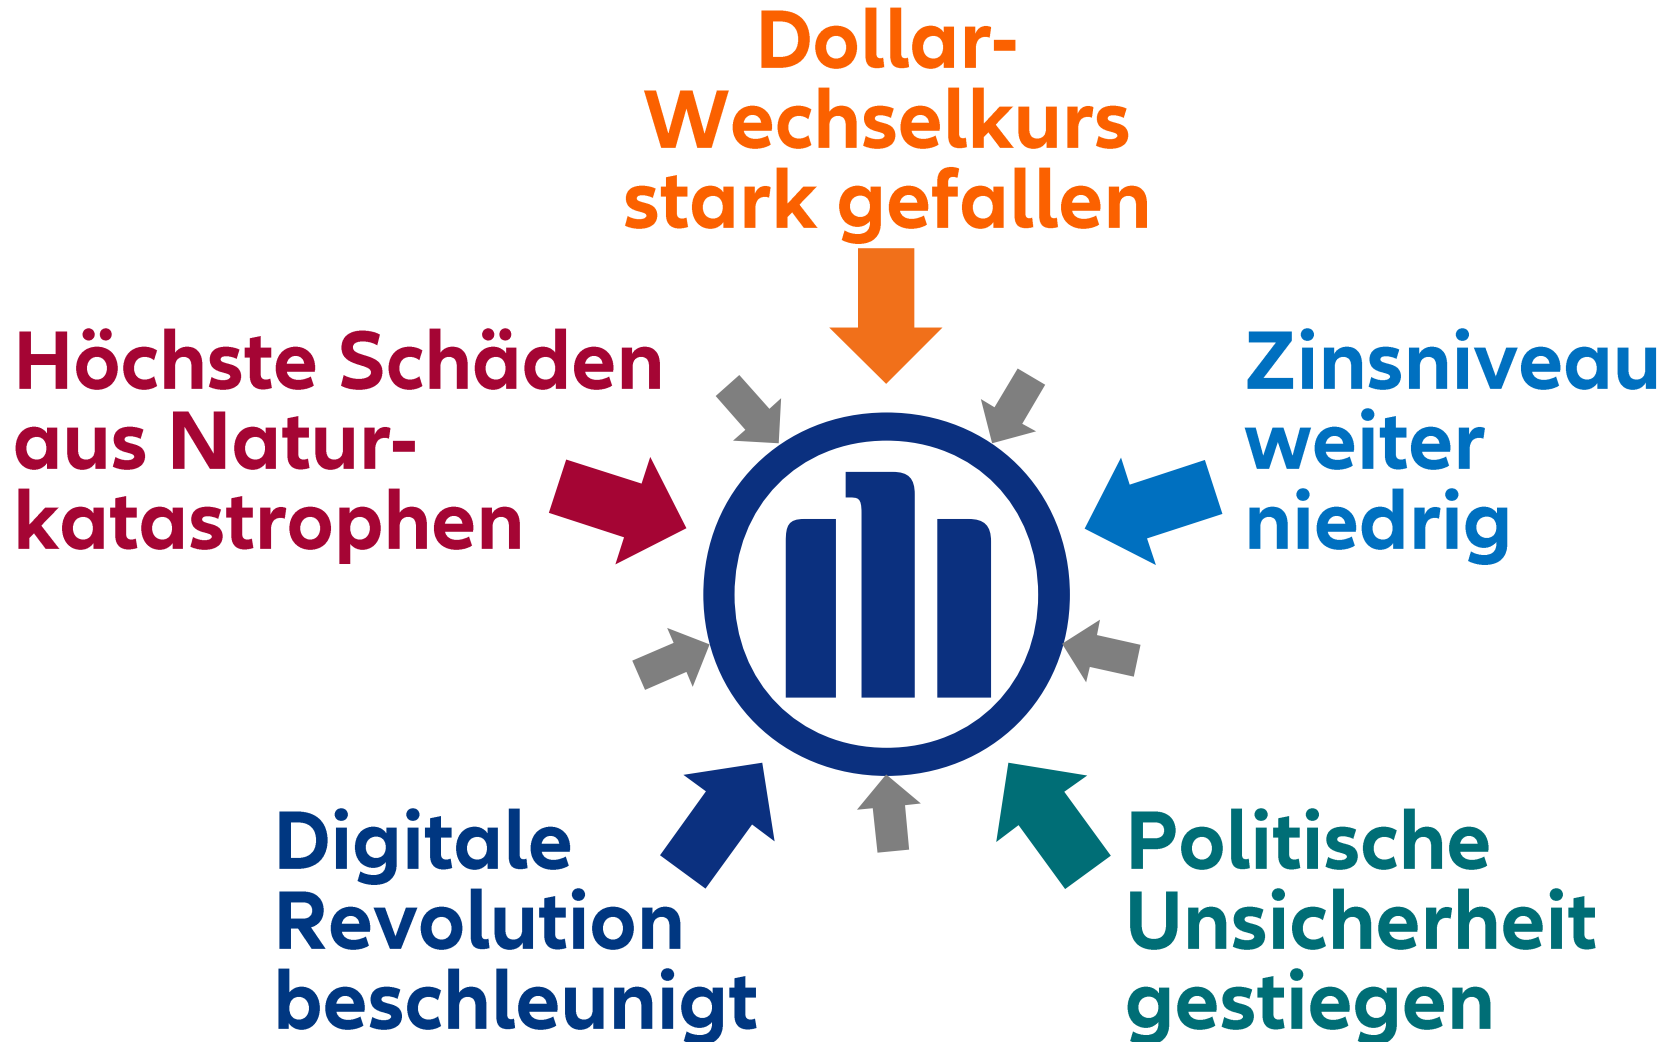 Dollar-
Wechselkurs
stark gefallen
Höchste Schäden
aus Natur-
katastrophen
Zinsniveau
weiter
niedrig
Digitale
Revolution
beschleunigt
Politische
Unsicherheit
gestiegen